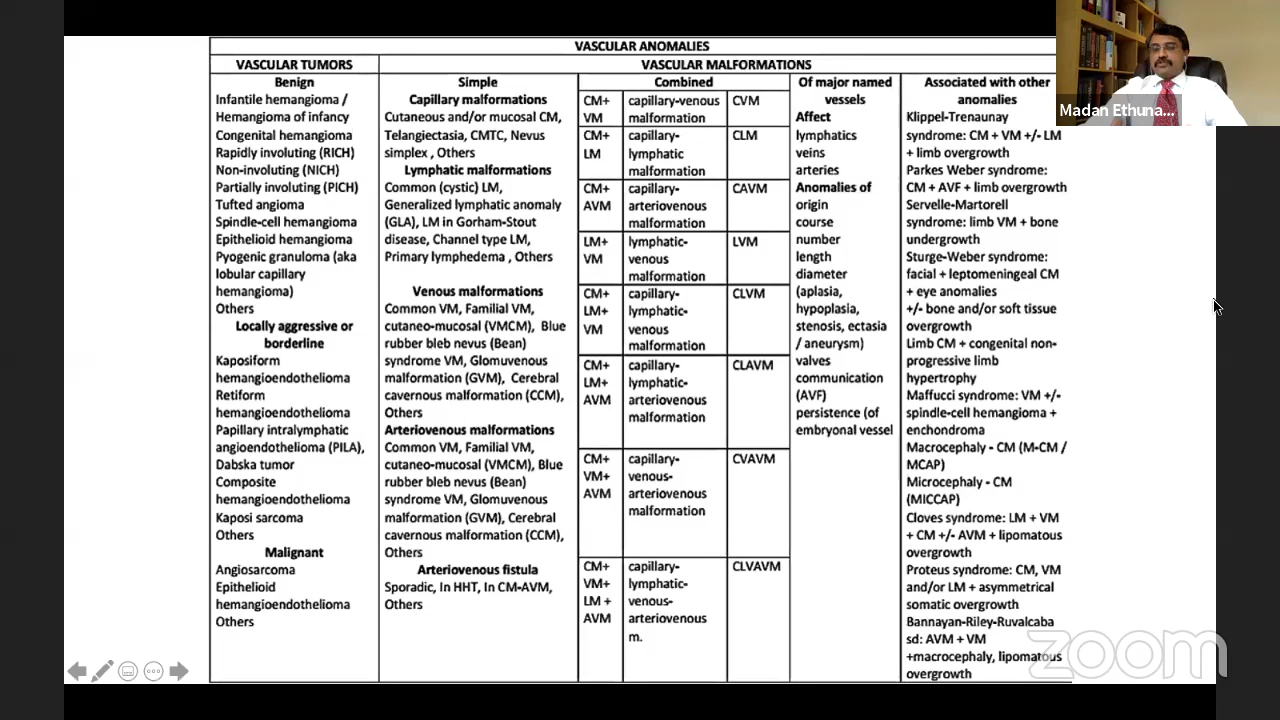 VASCULAR ANOMALIES
VASCULAR TUMORS
VASCULAR MALFORMATIONS
Benign
Infantile hemangioma /
Hemangioma of infancy
Congenital hemangioma
Rapidly involuting (RICH)
Non-involuting (NICH)
Partially involuting (PICH)
Tufted angioma
Spindle-cell hemangioma
Epithelioid hemangioma
Pyogenic granuloma (aka
lobular capillary
hemangioma)
Others
Locally aggressive or
borderline
Kaposiform
hemangioendothelioma
Retiform
hemangioendothelioma
Papillary intralymphatic
angioendothelioma (PILA),
Dabska tumor
Composite
hemangioendothelioma
Kaposi sarcoma
Others
Malignant
Angiosarcoma
Epithelioid
hemangioendothelioma
Others
Simple
Capillary malformations
Cutaneous and/or mucosal CM,
Telangiectasia, CMTC, Nevus
simplex , Others
Lymphatic malformations
Common (cystic) LM,
Generalized lymphatic anomaly
(GLA), LM in Gorham-Stout
disease, Channel type LM,
Primary lymphedema , Others
Venous malformations
Common VM, Familial VM,
cutaneo-mucosal (VMCM), Blue
rubber bleb nevus (Bean)
syndrome VM, Glomuvenous
malformation (GVM), Cerebral
cavernous malformation (CCM),
Others
Arteriovenous malformations
Common VM, Familial VM,
cutaneo-mucosal (VMCM), Blue
rubber bleb nevus (Bean)
syndrome VM, Glomuvenous
malformation (GVM), Cerebral
cavernous malformation (CCM),
Others
Arteriovenous fistula
Sporadic, In HHT, In CM-AVM,
Others
Combined
CM+ capillary-venous CVM
VM malformation
CM+ capillary- CLM
LM lymphatic
malformation
CM+ capillary- CAVM
AVM arteriovenous
malformation
LM+ lymphatic- LVM
VM venous
malformation
CM+ capillary- CLVM
LM+ lymphatic-
VM venous
malformation
CM+ capillary- CLAVM
LM+ lymphatic-
AVM arteriovenous
malformation
CM+ capillary- CVAVM
VM+ venous-
AVM arteriovenous
malformation
CM+ capillary- CLVAVM
VM+ lymphatic-
LM + venous-
AVM arteriovenous
m.
Of major named
vessels
Affect
lymphatics
veins
arteries
Anomalies of
origin
course
number
length
diameter
(aplasia,
hypoplasia,
stenosis, ectasia
/ aneurysm)
valves
communication
(AVF)
persistence (of
embryonal vessel
Associated with other
anomalies
Klippel-Trenaunay
syndrome: CM + VM +/- LM
+ limb overgrowth
Parkes Weber syndrome:
CM + AVF + limb overgrowth
Servelle-Martorell
syndrome: limb VM + bone
undergrowth
Sturge-Weber syndrome:
facial + leptomeningeal CM
+ eye anomalies
+/- bone and/or soft tissue
overgrowth
Limb CM + congenital non-
progressive limb
hypertrophy
Maffucci syndrome: VM +/-
spindle-cell hemangioma +
enchondroma
Macrocephaly - CM (M-CM /
MCAP)
Microcephaly - CM
(MICCAP)
Cloves syndrome: LM + VM
+ CM +/- AVM + lipomatous
overgrowth
Proteus syndrome: CM, VM
and/or LM + asymmetrical
somatic overgrowth
Bannayan-Riley-Ruvalcaba
sd: AVM + VM
+macrocephaly, lipomatous
overgrowth
Madan Ethuna...
zoom